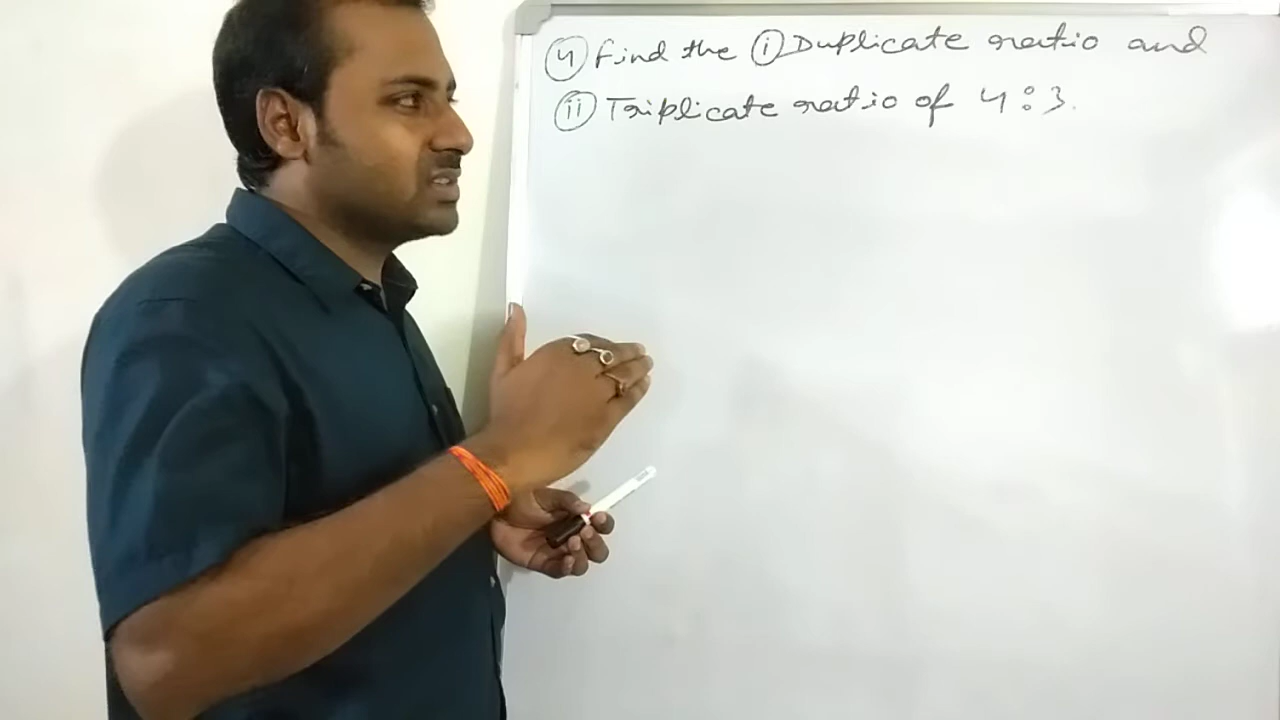 ④ Find the ⓘ Duplicate ratio and
ⅱ Triplicate ratio of 4:3.